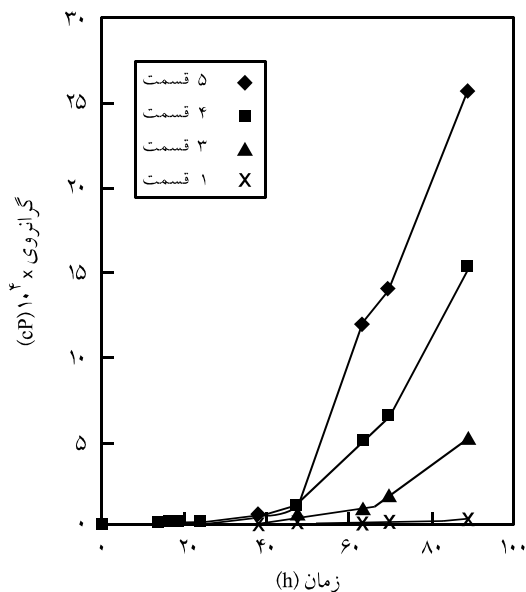 ۳۰
۲۵
۲۰
۱۵
۱۰
۵
۰
گرانروی x ۱۰^۴ (cP)
۵ قسمت
۴ قسمت
۳ قسمت
۱ قسمت
۰ ۲۰ ۴۰ ۶۰ ۸۰ ۱۰۰
زمان (h)